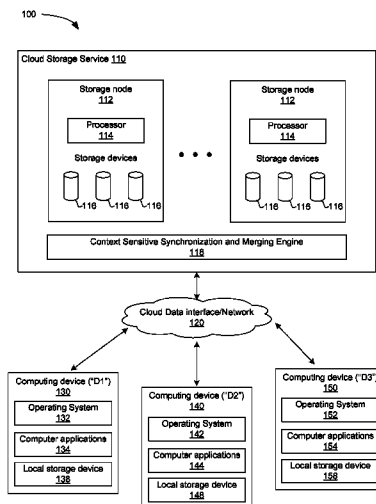 100
Cloud Storage Service 110
Storage node
112
Processor
114
Storage devices
116
116
116
• • •
Storage node
112
Processor
114
Storage devices
116
116
116
Context Sensitive Synchronization and Merging Engine
118
Cloud Data interface/Network
120
Computing device ("D1")
130
Operating System
132
Computer applications
134
Local storage device
138
Computing device ("D2")
140
Operating System
142
Computer applications
144
Local storage device
148
Computing device ("D3")
150
Operating System
152
Computer applications
154
Local storage device
158